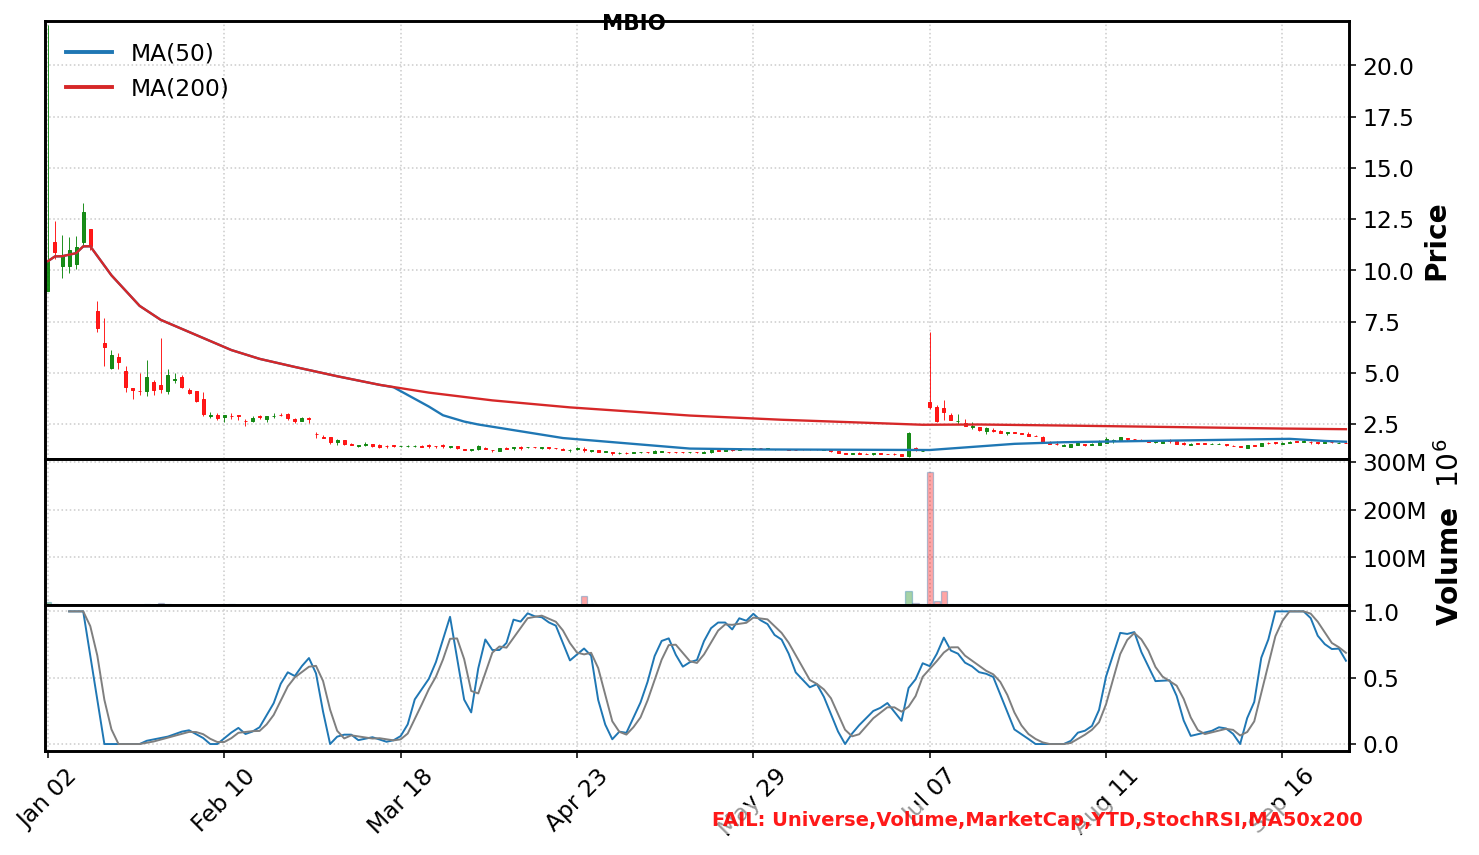 MBIO
MA(50)
MA(200)
20.0
17.5
15.0
12.5
10.0
7.5
5.0
2.5
Price
300M
200M
100M
Volume 10^6
1.0
0.5
0.0
Jan 02
Feb 10
Mar 18
Apr 23
May 29
Jul 07
Aug 11
Sep 16
FAIL: Universe,Volume,MarketCap,YTD,StochRSI,MA50x200